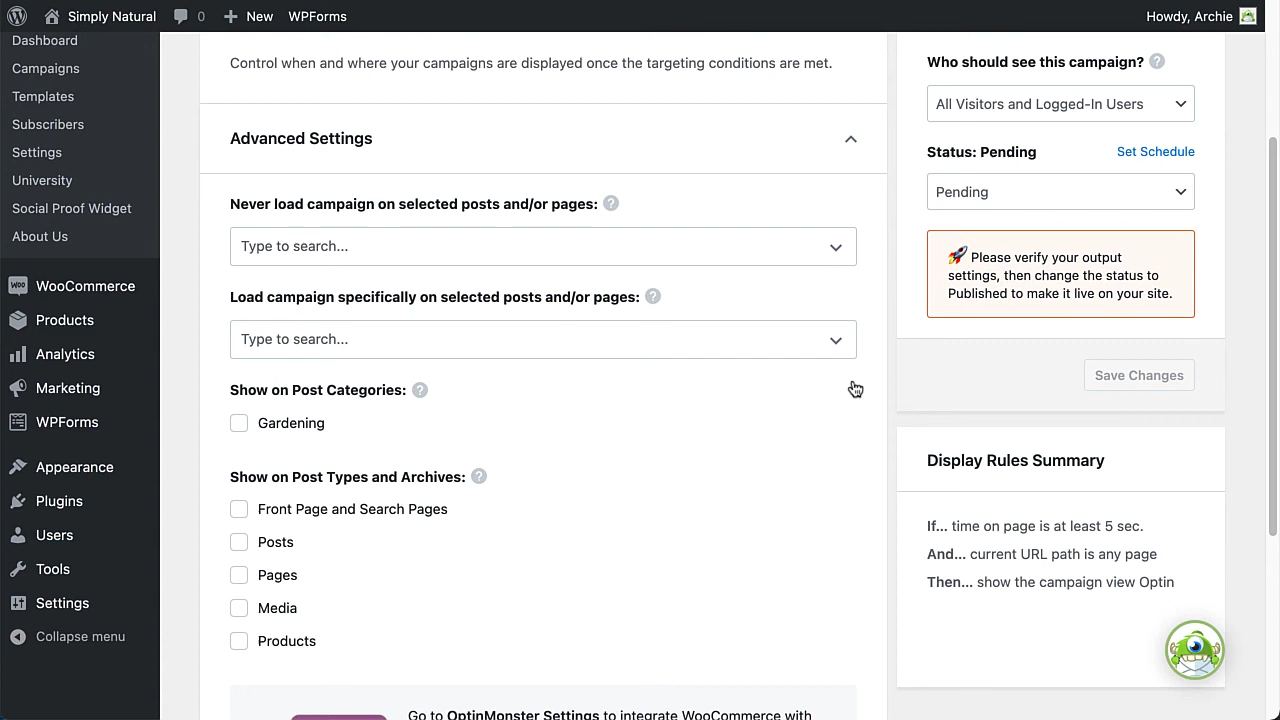 Simply Natural
0
New
WPForms
Howdy, Archie
Dashboard
Campaigns
Templates
Subscribers
Settings
University
Social Proof Widget
About Us
WooCommerce
Products
Analytics
Marketing
WPForms
Appearance
Plugins
Users
Tools
Settings
Collapse menu
Control when and where your campaigns are displayed once the targeting conditions are met.
Advanced Settings
Never load campaign on selected posts and/or pages: ?
Type to search...
Load campaign specifically on selected posts and/or pages: ?
Type to search...
Show on Post Categories: ?
Gardening
Show on Post Types and Archives: ?
Front Page and Search Pages
Posts
Pages
Media
Products
Go to OptinMonster Settings to integrate WooCommerce with
Who should see this campaign? ?
All Visitors and Logged-In Users
Status: Pending
Set Schedule
Pending
🚀 Please verify your output
settings, then change the status to
Published to make it live on your site.
Save Changes
Display Rules Summary
If... time on page is at least 5 sec.
And... current URL path is any page
Then... show the campaign view Optin